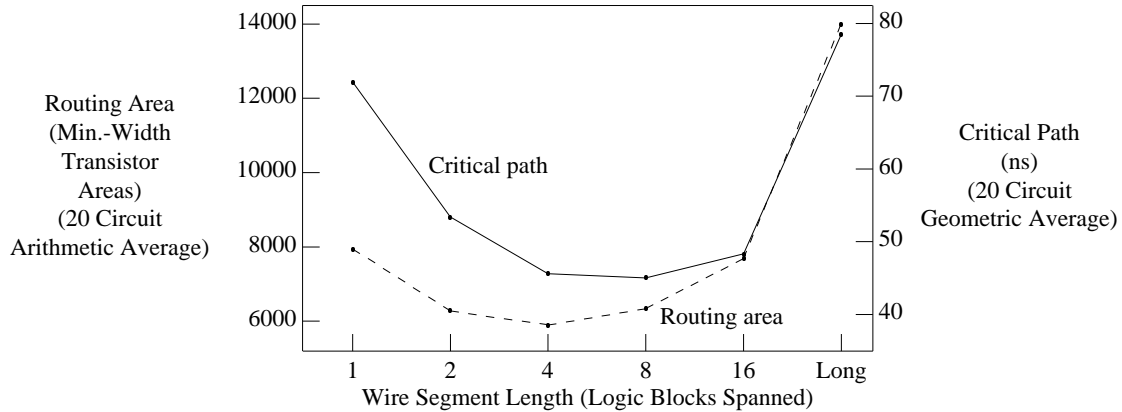 Routing Area
(Min.-Width
Transistor
Areas)
(20 Circuit
Arithmetic Average)
14000
12000
10000
8000
6000
Critical path
Routing area
80
70
60
50
40
Critical Path
(ns)
(20 Circuit
Geometric Average)
1 2 4 8 16 Long
Wire Segment Length (Logic Blocks Spanned)